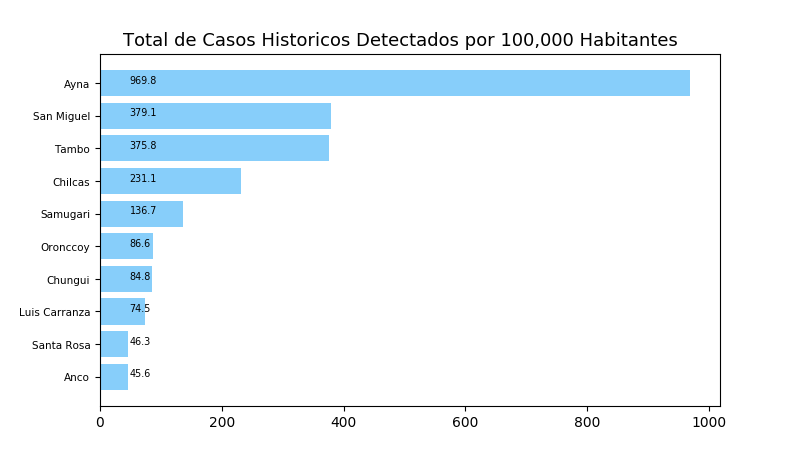 Total de Casos Historicos Detectados por 100,000 Habitantes
Ayna 969.8
San Miguel 379.1
Tambo 375.8
Chilcas 231.1
Samugari 136.7
Oronccoy 86.6
Chungui 84.8
Luis Carranza 74.5
Santa Rosa 46.3
Anco 45.6
0 200 400 600 800 1000